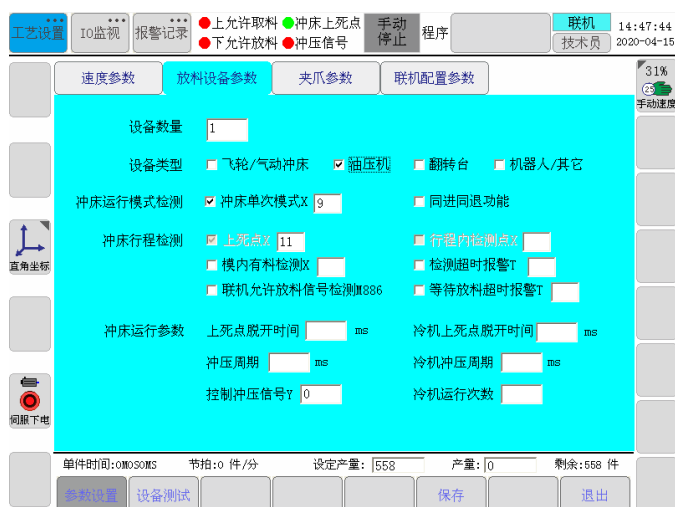 工艺设置 IO监视 报警记录 上允许取料 冲床上死点 手动停止 程序 联机 14:47:44
下允许放料 冲压信号 技术员 2020-04-15
速度参数 放料设备参数 夹爪参数 联机配置参数 31%
25
手动速度
设备数量 1
设备类型 飞轮/气动冲床 油压机 翻转台 机器人/其它
冲床运行模式检测 冲床单次模式X 9 同进同退功能
冲床行程检测 上死点X 11 行程内检测点X
直角坐标 模内有料检测X 检测超时报警T
联机允许放料信号检测M886 等待放料超时报警T
冲床运行参数 上死点脱开时间 ms 冷机上死点脱开时间 ms
冲压周期 ms 冷机冲压周期 ms
控制冲压信号Y 0 冷机运行次数
伺服下电
单件时间:0M0S0MS 节拍:0 件/分 设定产量: 558 产量: 0 剩余:558 件
参数设置 设备测试 保存 退出